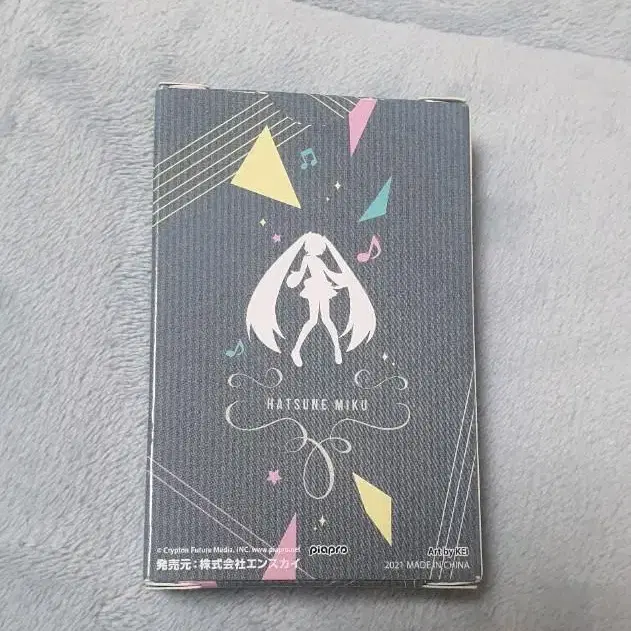 HATSUNE MIKU
© Crypton Future Media, INC. www.piapro.net
piapro
Art by KEI
発売元：株式会社エンスカイ
2021 MADE IN CHINA